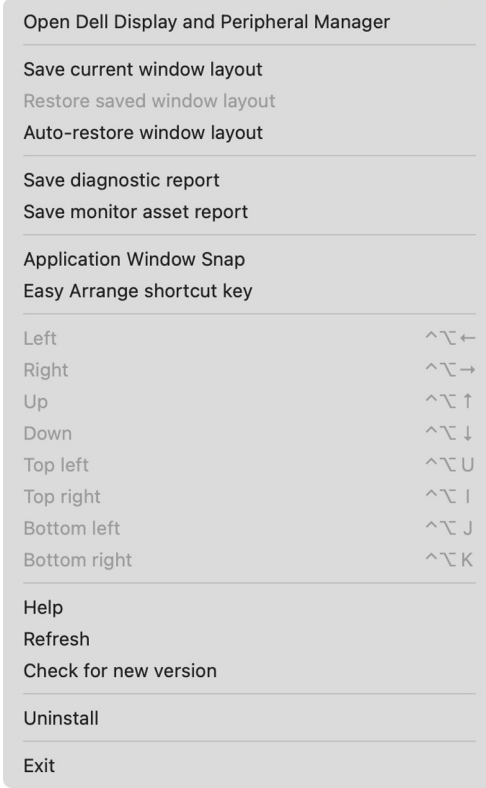 Open Dell Display and Peripheral Manager
Save current window layout
Restore saved window layout
Auto-restore window layout
Save diagnostic report
Save monitor asset report
Application Window Snap
Easy Arrange shortcut key
Left ^⌥←
Right ^⌥→
Up ^⌥↑
Down ^⌥↓
Top left ^⌥U
Top right ^⌥I
Bottom left ^⌥J
Bottom right ^⌥K
Help
Refresh
Check for new version
Uninstall
Exit